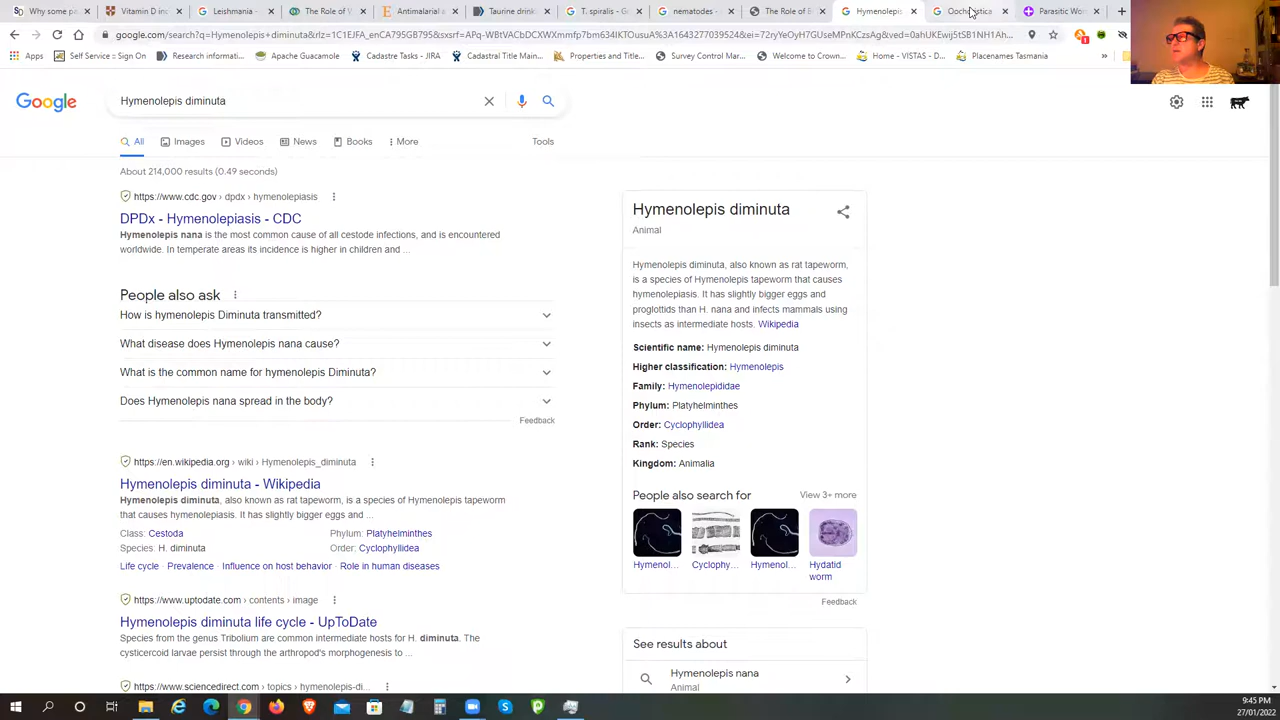 Why some pa
Vitamin D inc
Leishmania -
The Role of V
Antimalarial a
Taurine drink
T. spiralis - Go
nematodes -
The Role of B
Hymenolepis
Oochoristica
Parasitic Wor
google.com/search?q=Hymenolepis+diminuta&rlz=1C1EJFA_enCA795GB795&sxsrf=
Self Service - Sign On
Research informati...
Cadastre Tasks - JIRA
Cadastral Title Main...
Properties and Title...
Survey Control May...
Welcome to Crown...
Home - VISTAS - D...
Placenames Tasmania
»
Google
Hymenolepis diminuta
All
Images
Videos
News
Books
More
Tools
About 214,000 results (0.49 seconds)
https://www.cdc.gov › dpdx › hymenolepiasis
DPDx - Hymenolepiasis - CDC
Hymenolepis nana is the most common cause of all cestode infections, and is encountered
worldwide. In temperate areas its incidence is higher in children and ...
People also ask
How is hymenolepis Diminuta transmitted?
What disease does Hymenolepis nana cause?
What is the common name for hymenolepis Diminuta?
Does Hymenolepis nana spread in the body?
Feedback
https://en.wikipedia.org › wiki › Hymenolepis_diminuta
Hymenolepis diminuta - Wikipedia
Hymenolepis diminuta, also known as rat tapeworm, is a species of Hymenolepis tapeworm
that causes hymenolepiasis. It has slightly bigger eggs and ...
Class: Cestoda
Phylum: Platyhelminthes
Species: H. diminuta
Order: Cyclophyllidea
Life cycle · Prevalence · Influence on host behavior · Role in human diseases
https://www.uptodate.com › contents › image
Hymenolepis diminuta life cycle - UpToDate
Species from the genus Tribolium are common intermediate hosts for H. diminuta. The
cysticercoid larvae persist through the arthropod's morphogenesis to ...
https://www.sciencedirect.com › topics › hymenolepis-di...
Hymenolepis diminuta
Animal
Hymenolepis diminuta, also known as rat tapeworm,
is a species of Hymenolepis tapeworm that causes
hymenolepiasis. It has slightly bigger eggs and
proglottids than H. nana and infects mammals using
insects as intermediate hosts. Wikipedia
Scientific name: Hymenolepis diminuta
Higher classification: Hymenolepis
Family: Hymenolepididae
Phylum: Platyhelminthes
Order: Cyclophyllidea
Rank: Species
Kingdom: Animalia
People also search for
View 3+ more
Hymenol...
Cyclophy...
Hymenol...
Hydatid
worm
Feedback
See results about
Hymenolepis nana
Animal
9:45 PM
27/01/2022